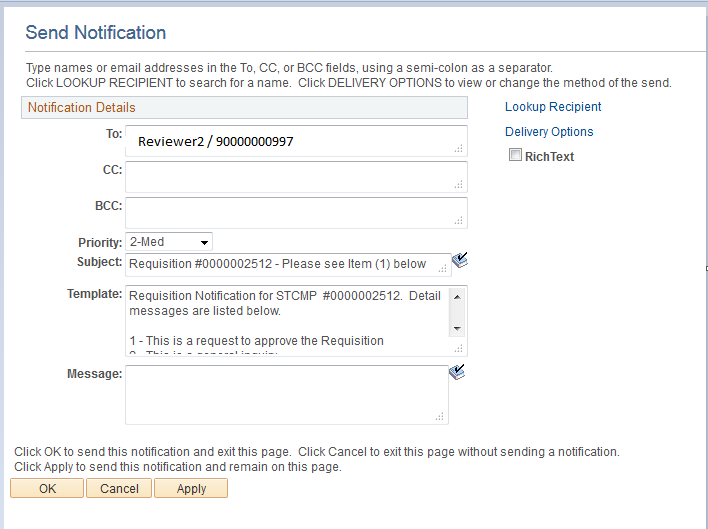 Send Notification
Type names or email addresses in the To, CC, or BCC fields, using a semi-colon as a separator.
Click LOOKUP RECIPIENT to search for a name. Click DELIVERY OPTIONS to view or change the method of the send.
Notification Details
Lookup Recipient
To: Reviewer2 / 90000000997
Delivery Options
RichText
CC:
BCC:
Priority: 2-Med
Subject: Requisition #0000002512 - Please see Item (1) below
Template: Requisition Notification for STCMP #0000002512. Detail
messages are listed below.
1 - This is a request to approve the Requisition
2 - This is a general inquiry
Message:
Click OK to send this notification and exit this page. Click Cancel to exit this page without sending a notification.
Click Apply to send this notification and remain on this page.
OK Cancel Apply